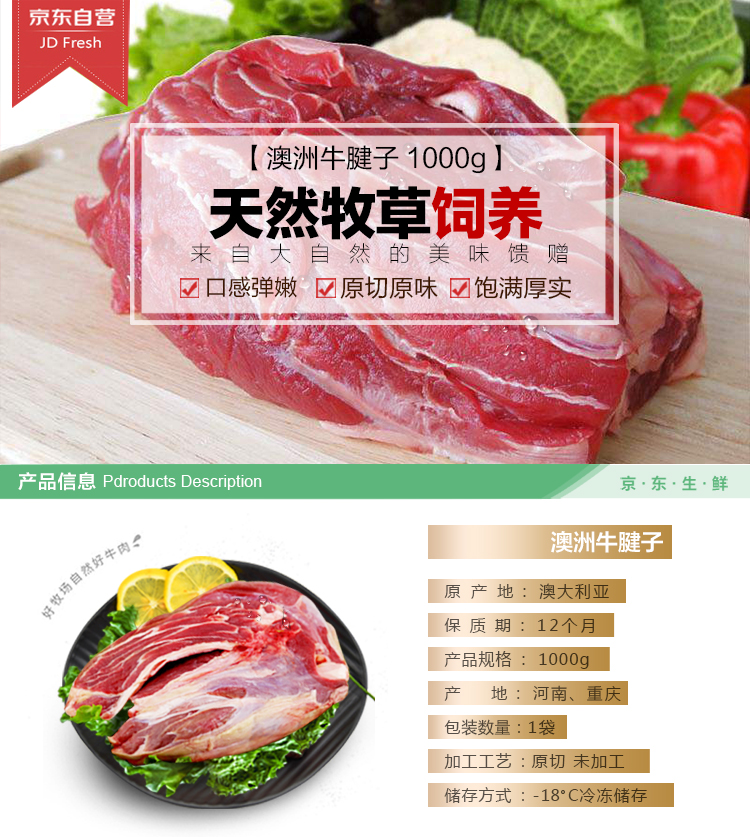 京东自营
JD Fresh
【 澳洲牛腱子 1000g 】
天然牧草饲养
来自大自然的美味馈赠
口感弹嫩 原切原味 饱满厚实
产品信息 Pdroducts Description
京·东·生·鲜
好牧场自然好牛肉
澳洲牛腱子
原 产 地 ： 澳大利亚
保 质 期 ： 12个月
产品规格 ： 1000g
产 地 ： 河南、重庆
包装数量：1袋
加工工艺 ：原切 未加工
储存方式 ：-18°C冷冻储存